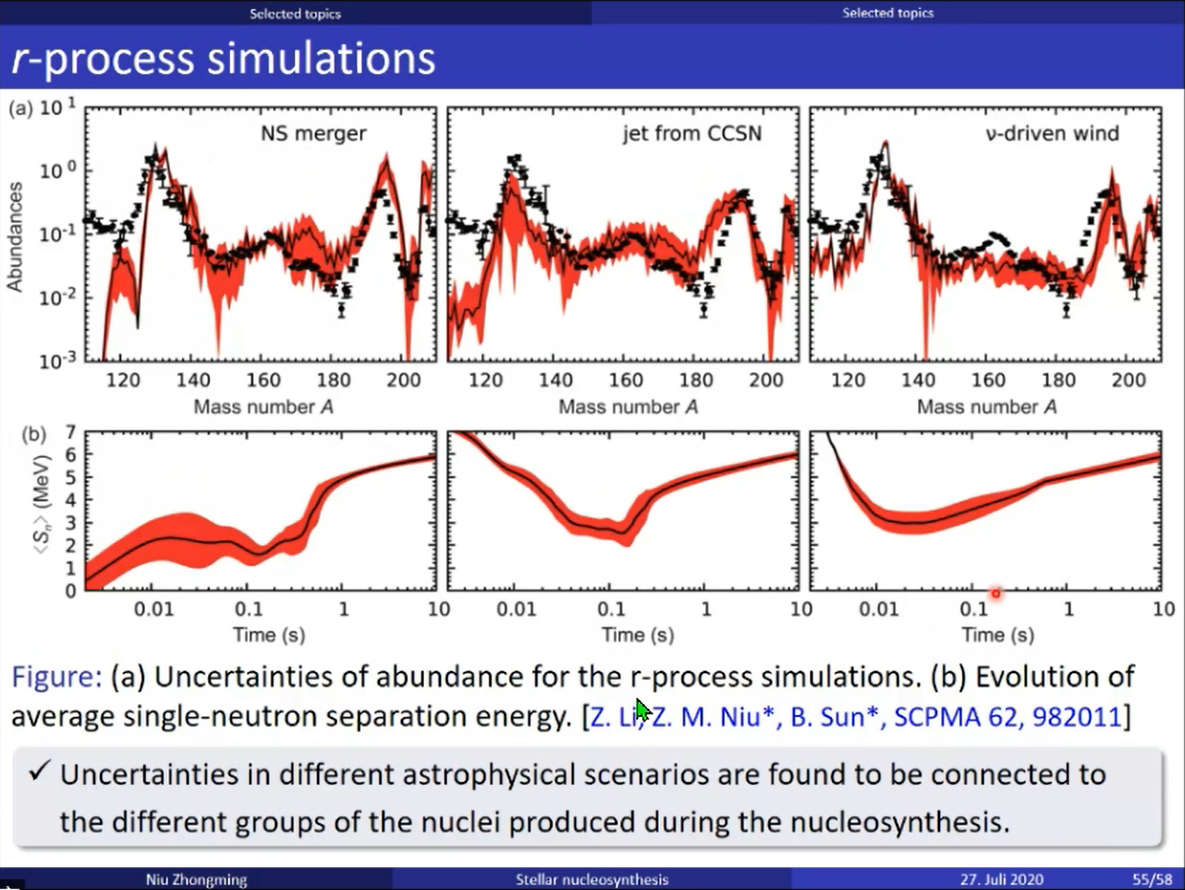 Selected topics Selected topics
r-process simulations
(a)
NS merger jet from CCSN ν-driven wind
Abundances
10 1
10 0
10-1
10-2
10-3
120 140 160 180 200 120 140 160 180 200 120 140 160 180 200
Mass number A Mass number A Mass number A
(b)
⟨Sn⟩ (MeV)
7
6
5
4
3
2
1
0
0.01 0.1 1 10 0.01 0.1 1 10 0.01 0.1 1 10
Time (s) Time (s) Time (s)
Figure: (a) Uncertainties of abundance for the r-process simulations. (b) Evolution of
average single-neutron separation energy. [Z. Li, Z. M. Niu*, B. Sun*, SCPMA 62, 982011]
✓ Uncertainties in different astrophysical scenarios are found to be connected to
the different groups of the nuclei produced during the nucleosynthesis.
Niu Zhongming Stellar nucleosynthesis 27. Juli 2020 55/58